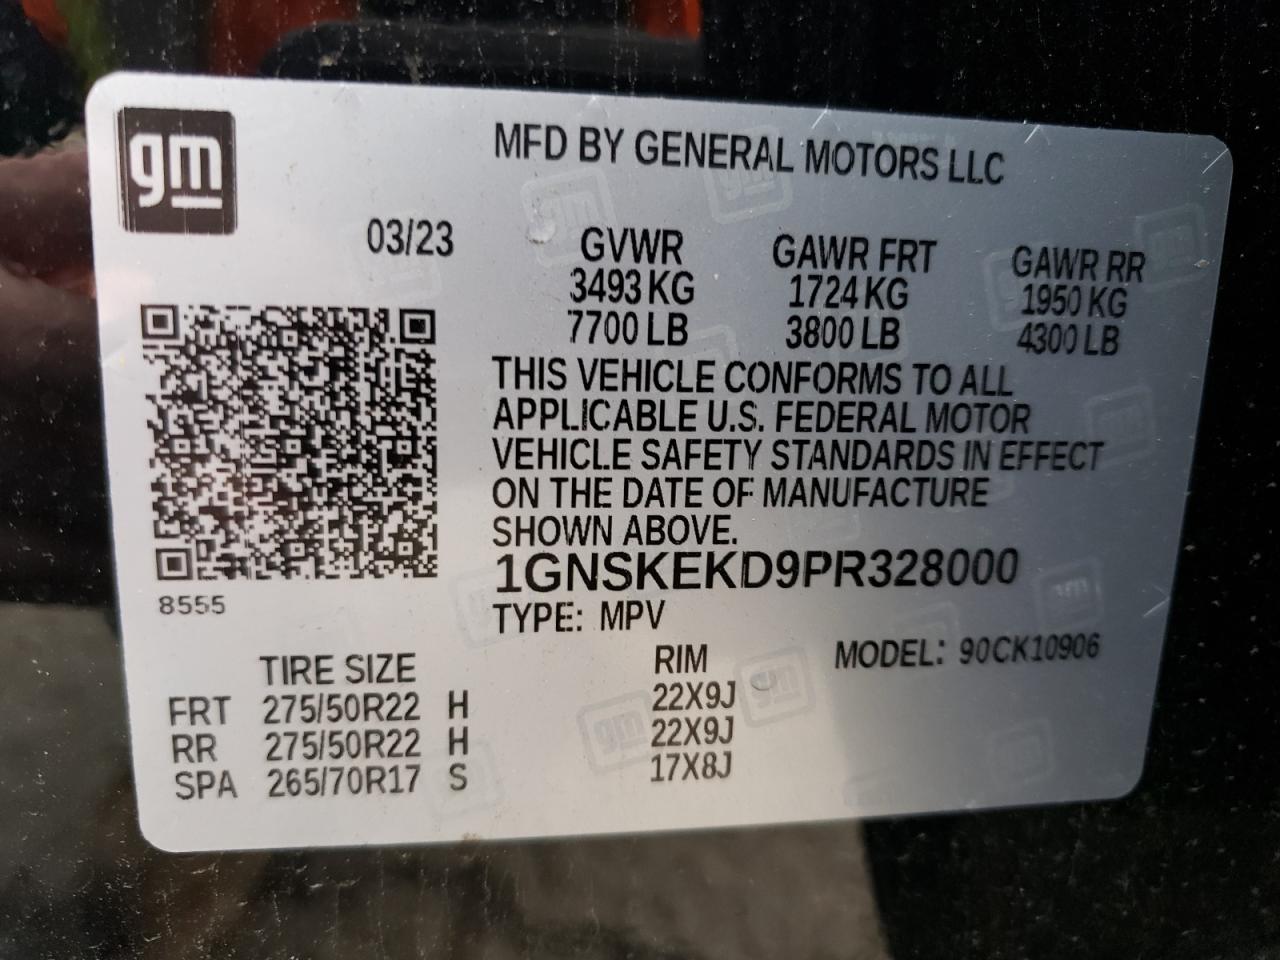 gm
MFD BY GENERAL MOTORS LLC
03/23
GVWR GAWR FRT GAWR RR
3493 KG 1724 KG 1950 KG
7700 LB 3800 LB 4300 LB
THIS VEHICLE CONFORMS TO ALL
APPLICABLE U.S. FEDERAL MOTOR
VEHICLE SAFETY STANDARDS IN EFFECT
ON THE DATE OF MANUFACTURE
SHOWN ABOVE.
1GNSKEKD9PR328000
8555
TYPE: MPV
MODEL: 90CK10906
TIRE SIZE RIM
FRT 275/50R22 H 22X9J
RR 275/50R22 H 22X9J
SPA 265/70R17 S 17X8J